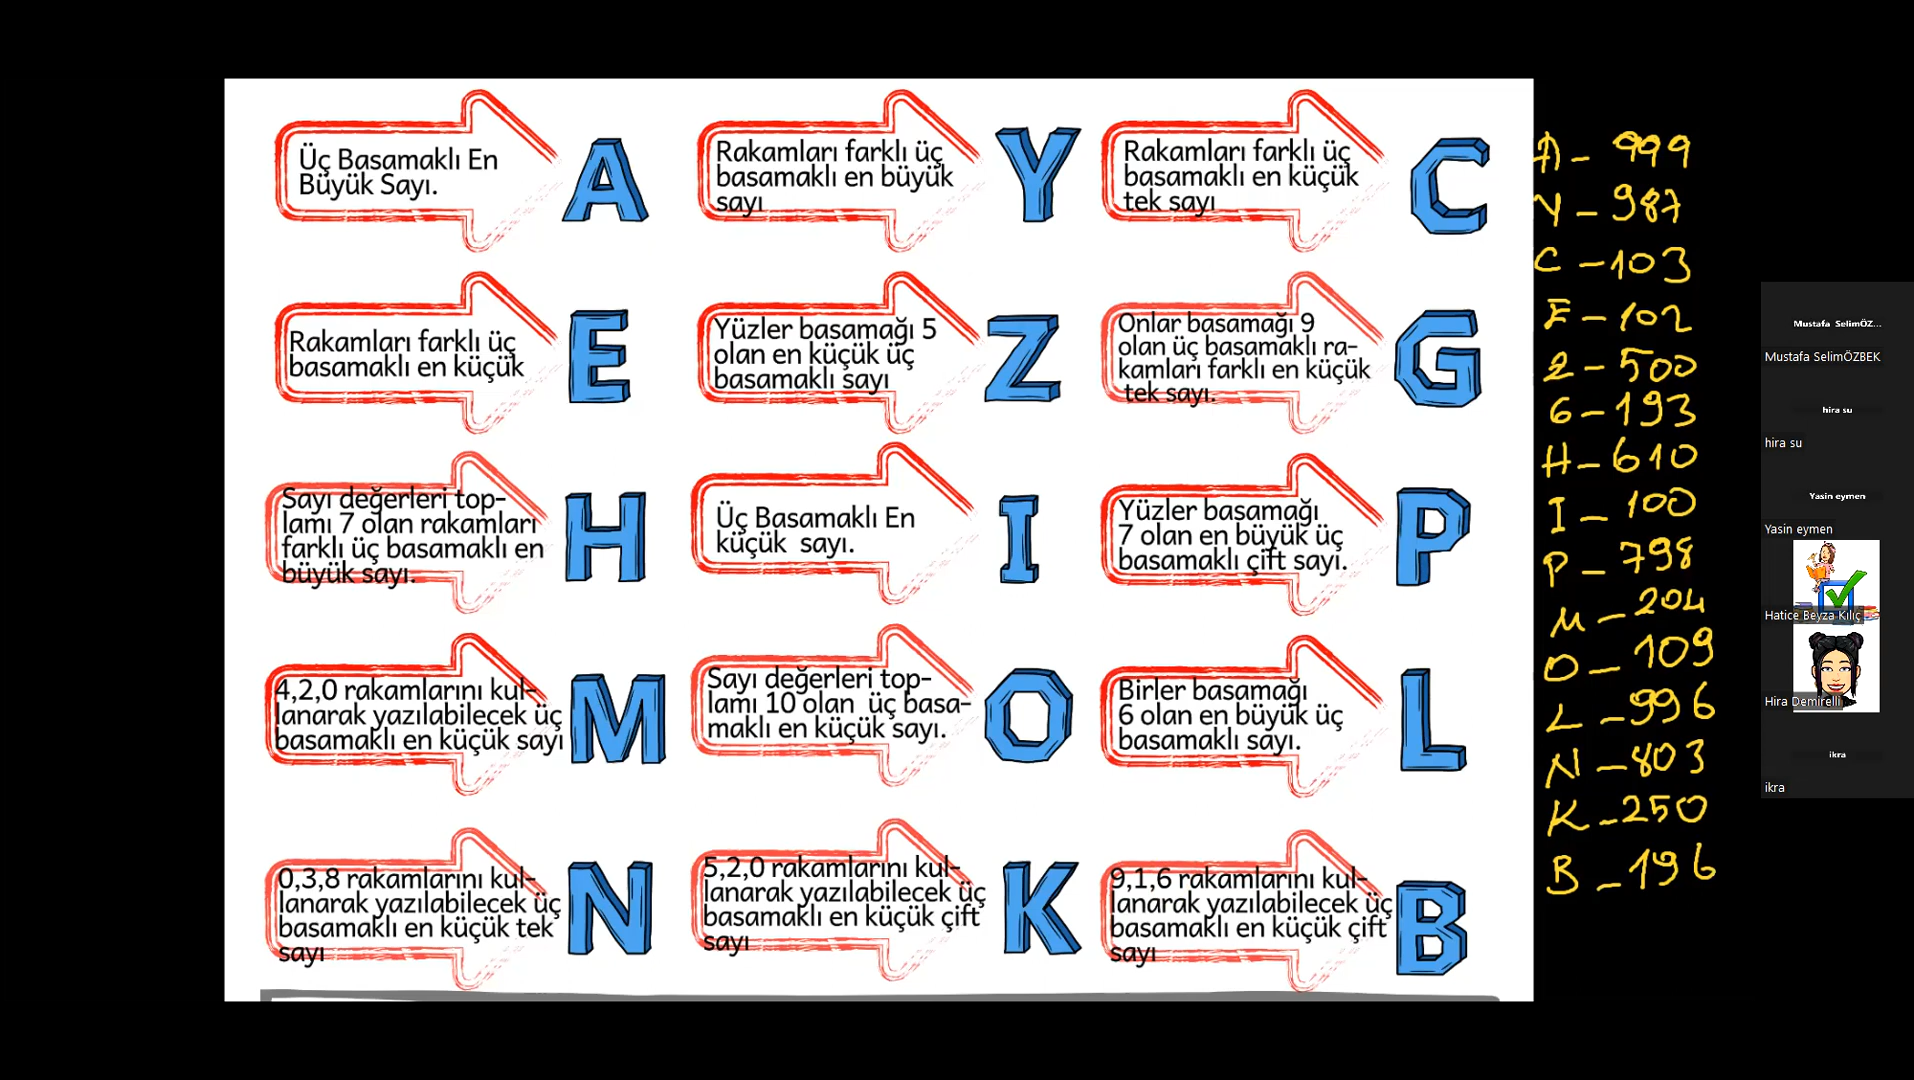 Üç Basamaklı En
Büyük Sayı.
A
Rakamları farklı üç
basamaklı en büyük
sayı
Y
Rakamları farklı üç
basamaklı en küçük
tek sayı
C
Rakamları farklı üç
basamaklı en küçük
E
Yüzler basamağı 5
olan en küçük üç
basamaklı sayı
Z
Onlar basamağı 9
olan üç basamaklı ra-
kamları farklı en küçük
tek sayı.
G
Sayı değerleri top-
lamı 7 olan rakamları
farklı üç basamaklı en
büyük sayı.
H
Üç Basamaklı En
küçük sayı.
I
Yüzler basamağı
7 olan en büyük üç
basamaklı çift sayı.
P
4,2,0 rakamlarını kul-
lanarak yazılabilecek üç
basamaklı en küçük sayı
M
Sayı değerleri top-
lamı 10 olan üç basa-
maklı en küçük sayı.
O
Birler basamağı
6 olan en büyük üç
basamaklı sayı.
L
0,3,8 rakamlarını kul-
lanarak yazılabilecek üç
basamaklı en küçük tek
sayı
N
5,2,0 rakamlarını kul-
lanarak yazılabilecek üç
basamaklı en küçük çift
sayı
K
9,1,6 rakamlarını kul-
lanarak yazılabilecek üç
basamaklı en küçük çift
sayı
B
A - 999
Y - 987
C - 103
E - 102
Z - 500
G - 193
H - 610
I - 100
P - 798
M - 204
O - 109
L - 996
N - 803
K - 250
B - 196
Mustafa SelimÖZ...
Mustafa SelimÖZBEK
hira su
hira su
Yasin eymen
Yasin eymen
Hatice Beyza Kılıç
Hira Demirelli
ikra
ikra